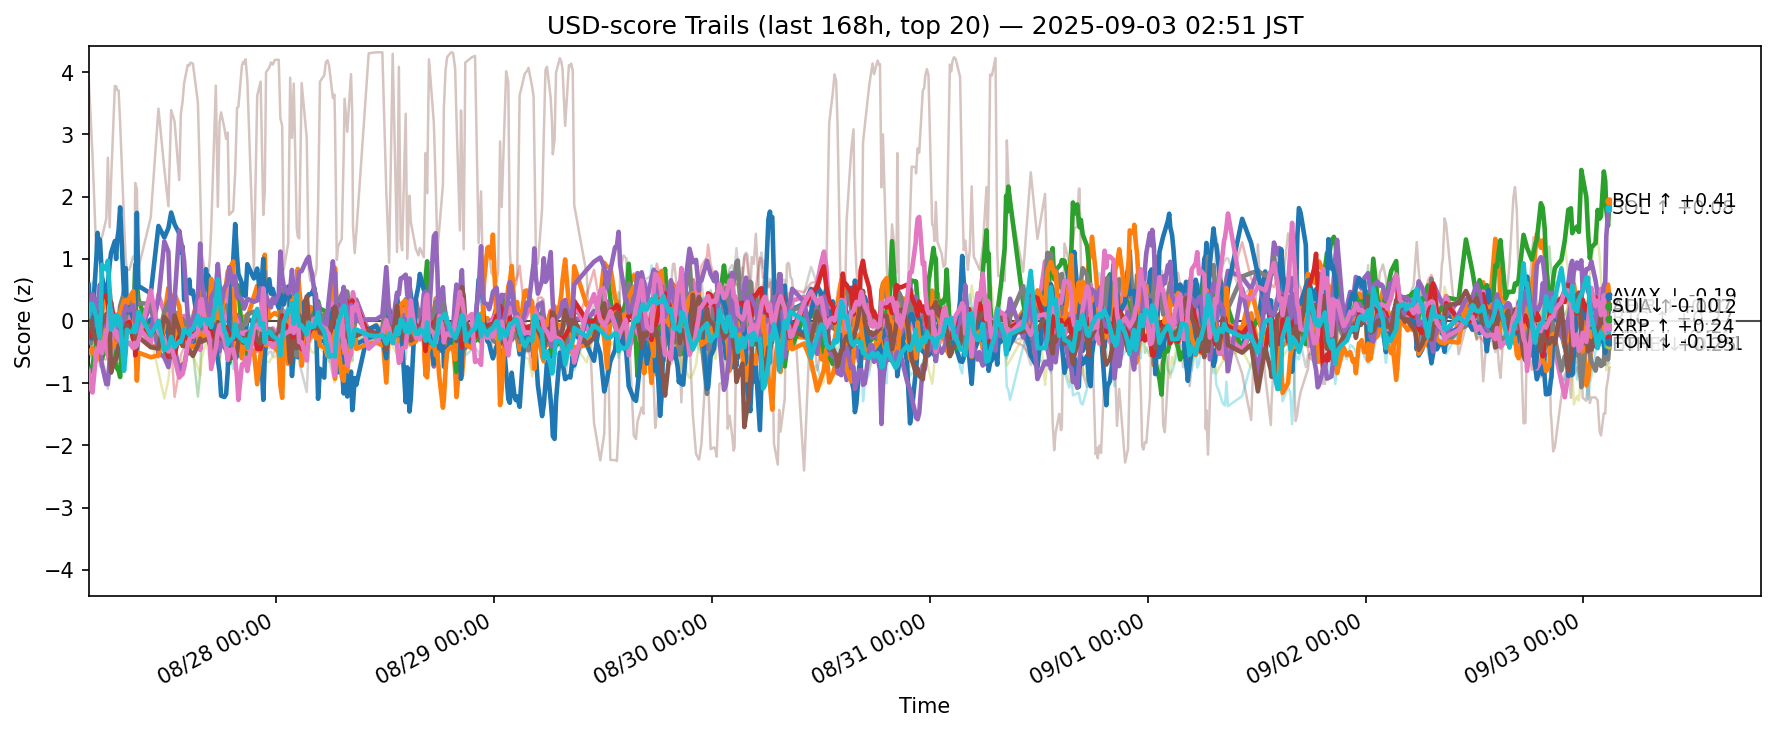 USD-score Trails (last 168h, top 20) — 2025-09-03 02:51 JST
Score (z)
4
3
2
1
0
−1
−2
−3
−4
BCH ↑ +0.41
SOL ↑ +0.08
AVAX ↓ -0.19
XRP ↑ +0.24
TON ↓ -0.19
08/28 00:00
08/29 00:00
08/30 00:00
08/31 00:00
09/01 00:00
09/02 00:00
09/03 00:00
Time